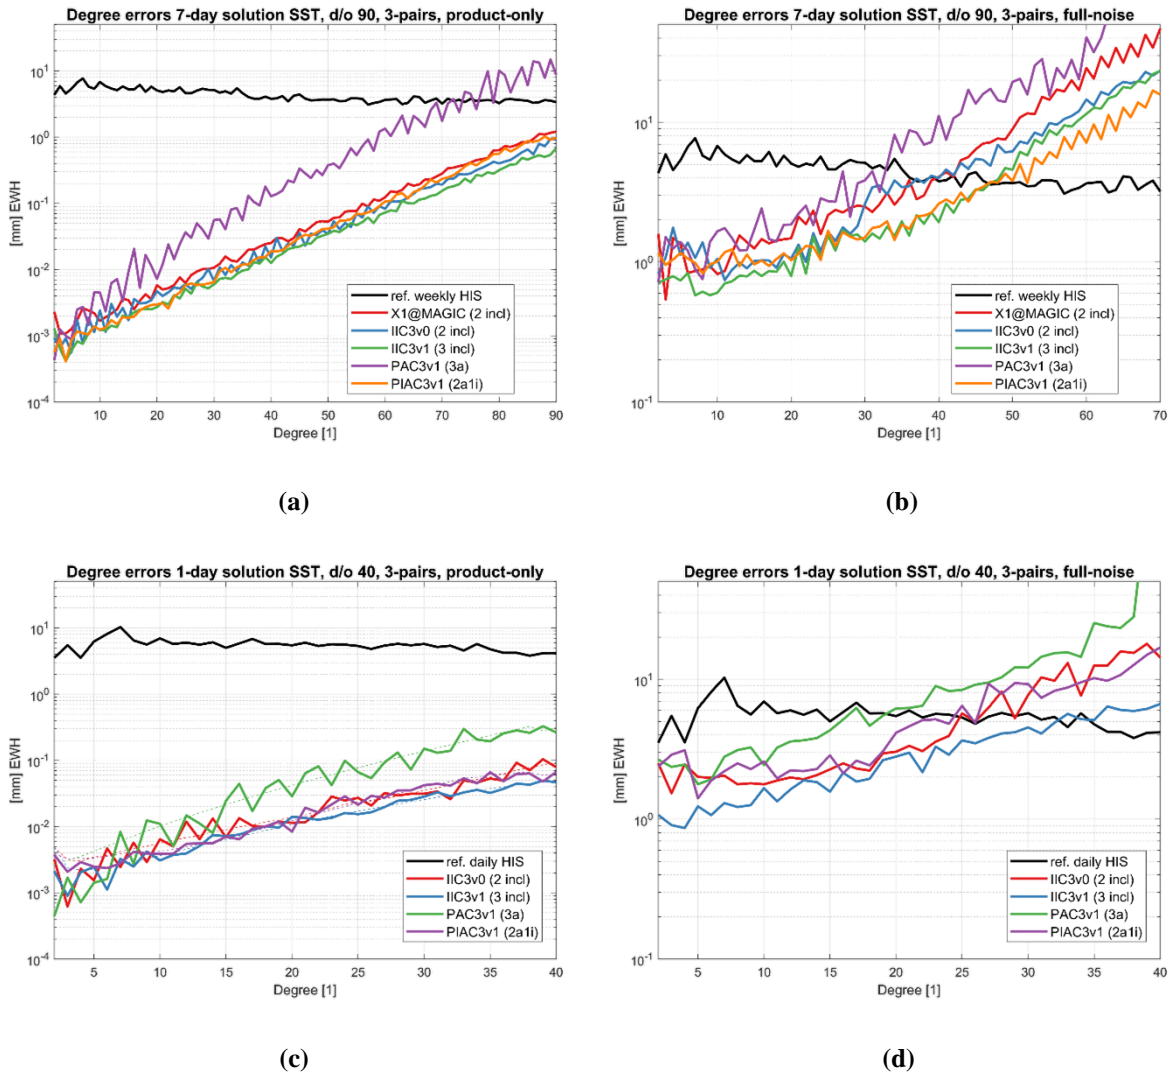 Degree errors 7-day solution SST, d/o 90, 3-pairs, product-only
10^1
10^0
10^-1
10^-2
10^-3
10^-4
[mm] EWH
ref. weekly HIS
X1@MAGIC (2 incl)
IIC3v0 (2 incl)
IIC3v1 (3 incl)
PAC3v1 (3a)
PIAC3v1 (2a1i)
10 20 30 40 50 60 70 80 90
Degree [1]
(a)
Degree errors 7-day solution SST, d/o 90, 3-pairs, full-noise
10^1
10^0
10^-1
[mm] EWH
ref. weekly HIS
X1@MAGIC (2 incl)
IIC3v0 (2 incl)
IIC3v1 (3 incl)
PAC3v1 (3a)
PIAC3v1 (2a1i)
10 20 30 40 50 60 70
Degree [1]
(b)
Degree errors 1-day solution SST, d/o 40, 3-pairs, product-only
10^1
10^0
10^-1
10^-2
10^-3
10^-4
[mm] EWH
ref. daily HIS
IIC3v0 (2 incl)
IIC3v1 (3 incl)
PAC3v1 (3a)
PIAC3v1 (2a1i)
5 10 15 20 25 30 35 40
Degree [1]
(c)
Degree errors 1-day solution SST, d/o 40, 3-pairs, full-noise
10^1
10^0
10^-1
[mm] EWH
ref. daily HIS
IIC3v0 (2 incl)
IIC3v1 (3 incl)
PAC3v1 (3a)
PIAC3v1 (2a1i)
5 10 15 20 25 30 35 40
Degree [1]
(d)